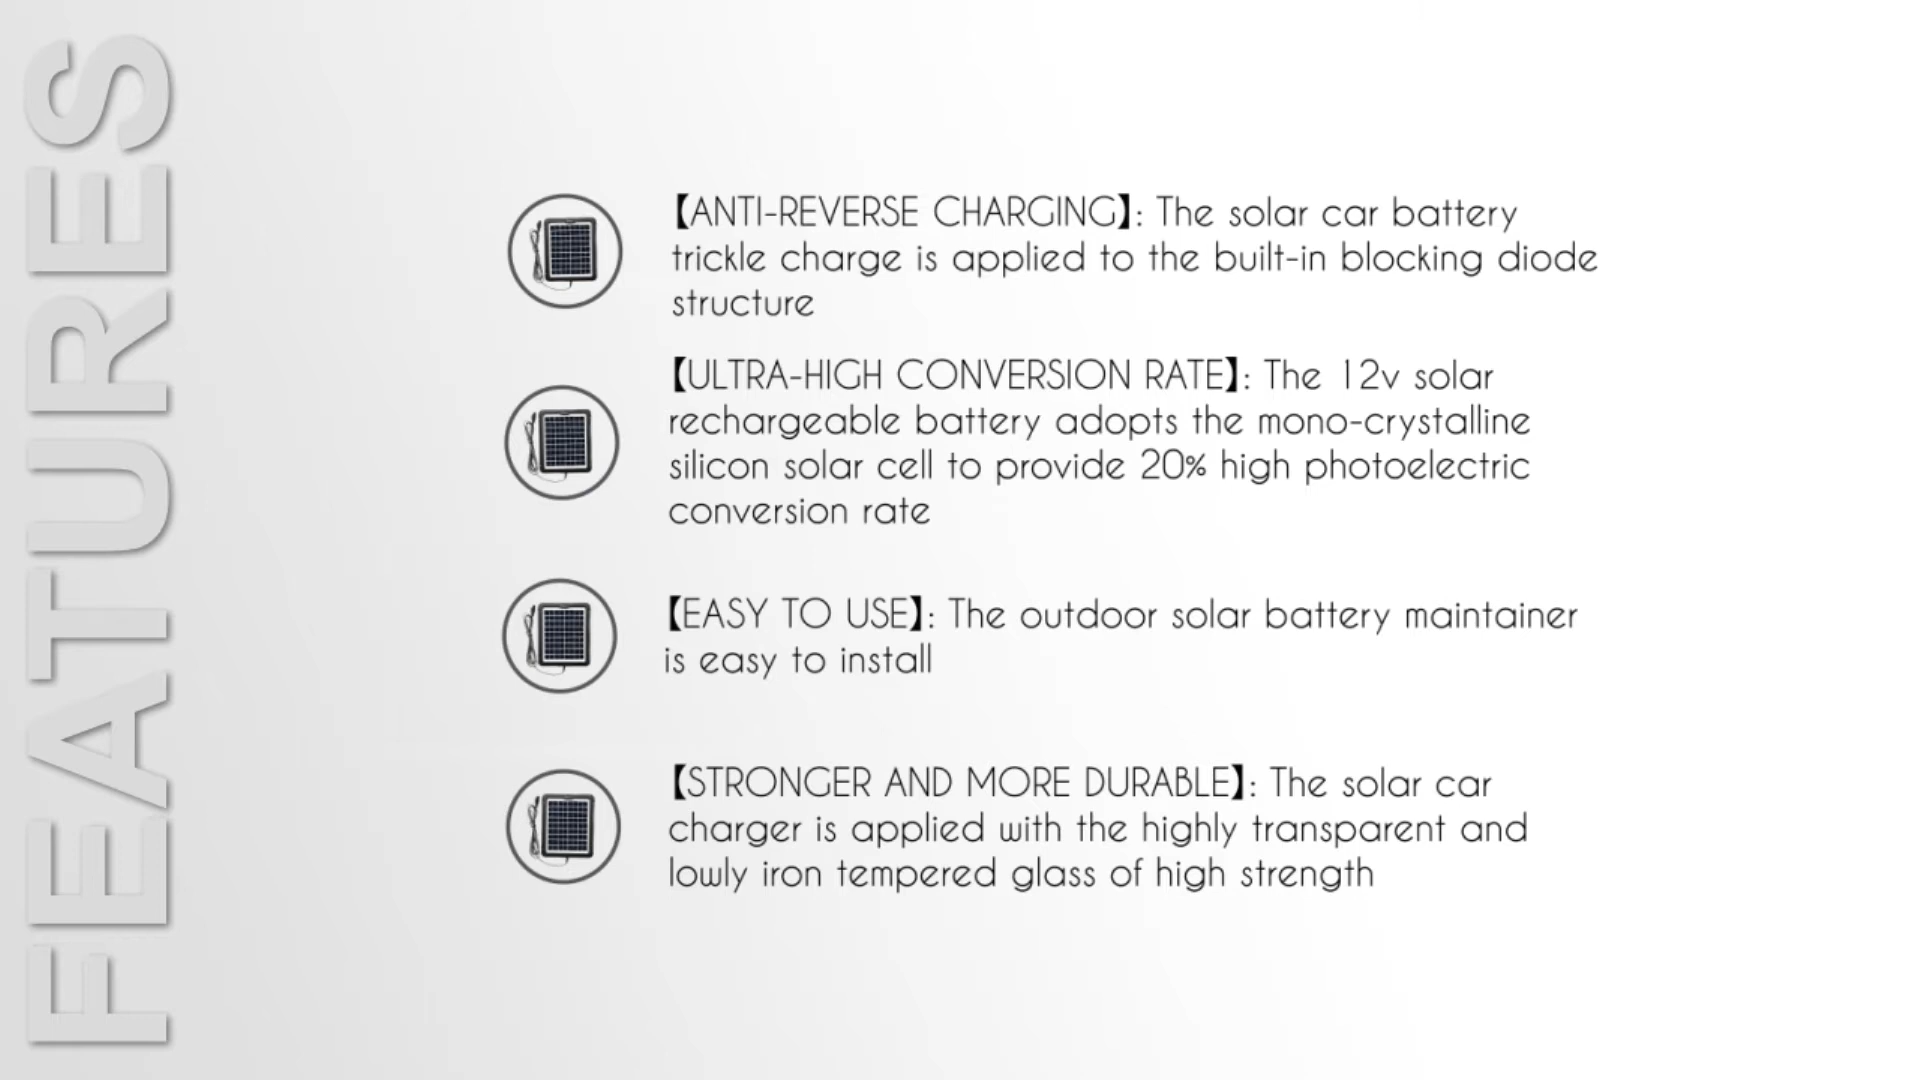 FEATURES
【ANTI-REVERSE CHARGING】: The solar car battery
trickle charge is applied to the built-in blocking diode
structure
【ULTRA-HIGH CONVERSION RATE】: The 12v solar
rechargeable battery adopts the mono-crystalline
silicon solar cell to provide 20% high photoelectric
conversion rate
【EASY TO USE】: The outdoor solar battery maintainer
is easy to install
【STRONGER AND MORE DURABLE】: The solar car
charger is applied with the highly transparent and
lowly iron tempered glass of high strength